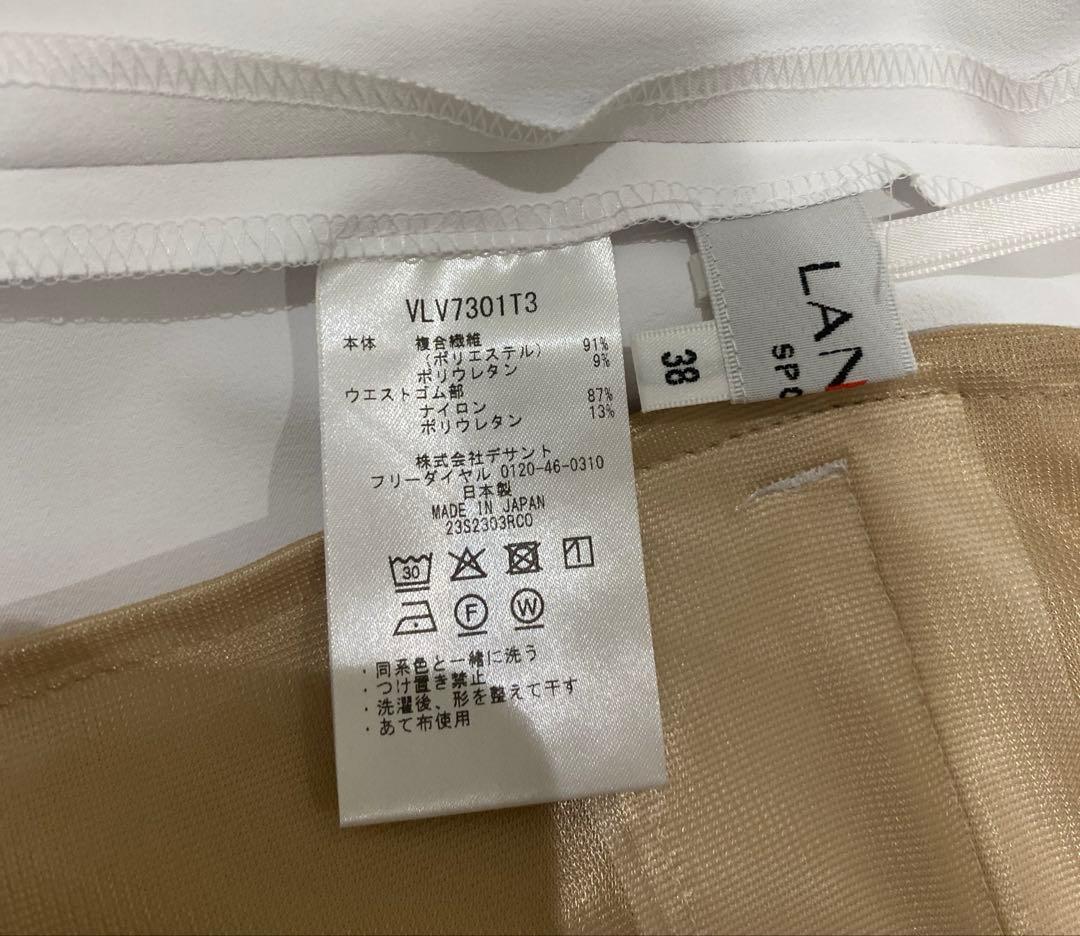 VLV7301T3
本体 複合繊維 91%
(ポリエステル)
ポリウレタン 9%
ウエストゴム部
ナイロン 87%
ポリウレタン 13%
株式会社デサント
フリーダイヤル 0120-46-0310
日本製
MADE IN JAPAN
23S2303RCO
30
F W
・同系色と一緒に洗う
・つけ置き禁止
・洗濯後、形を整えて干す
・あて布使用
38
LAN
SPO